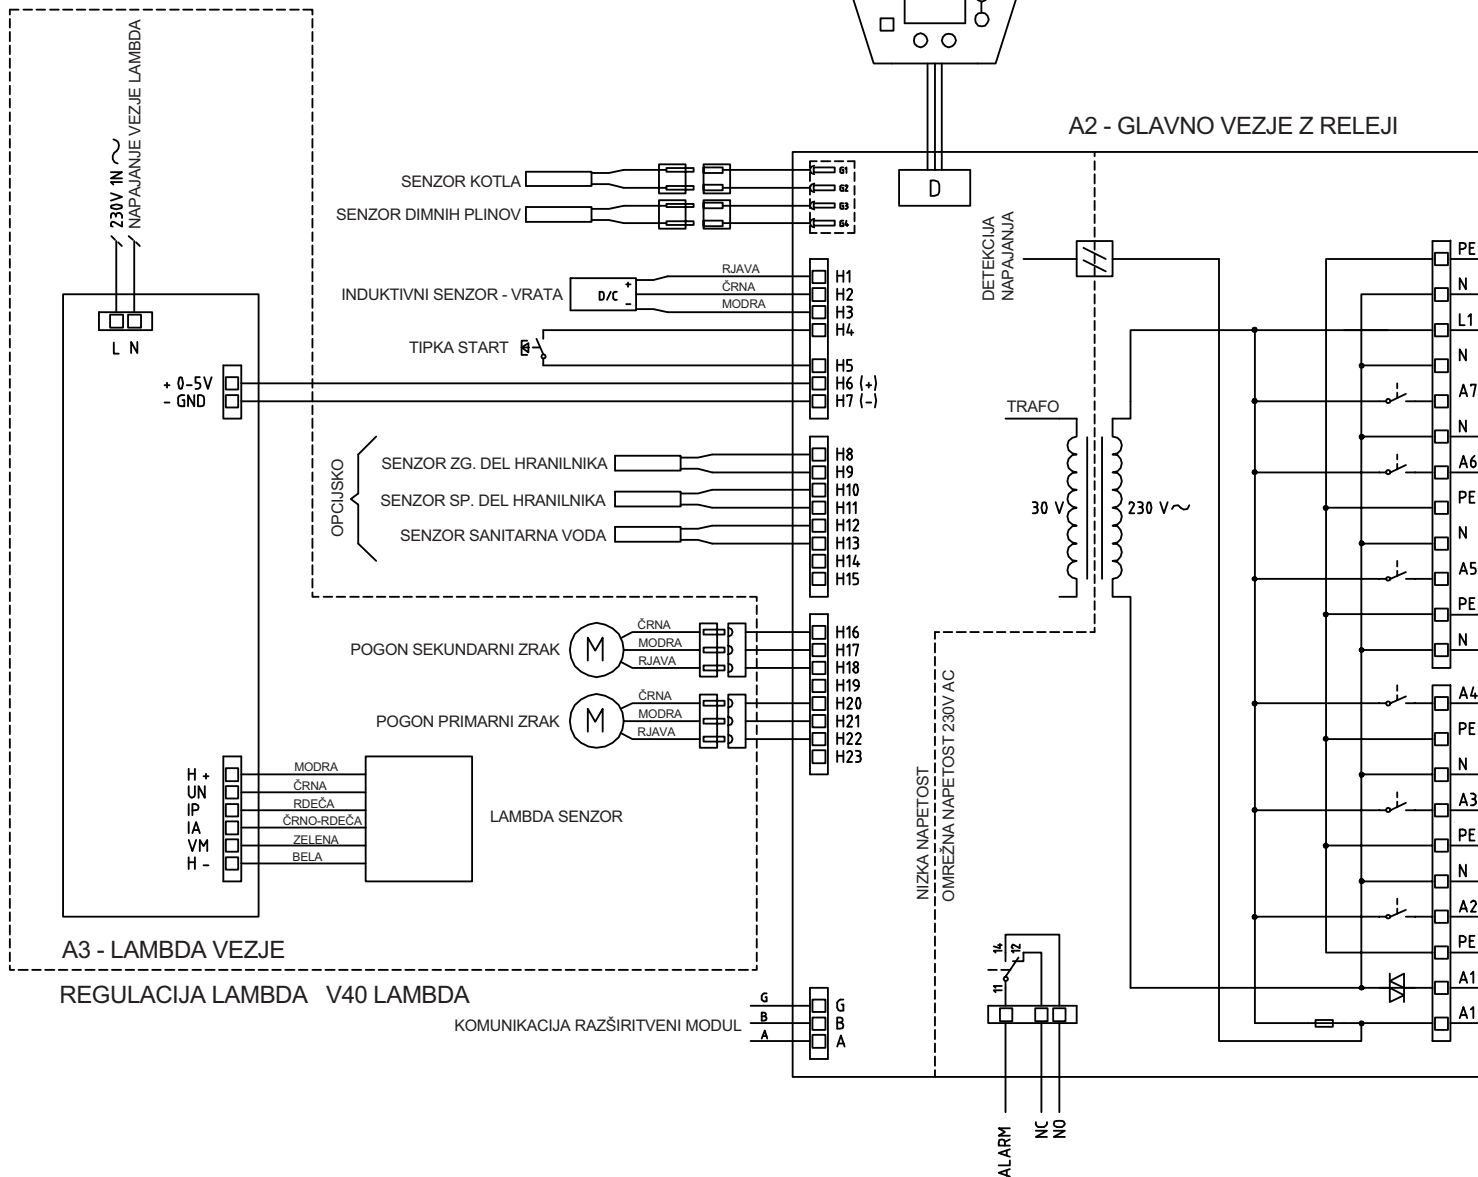 230V 1N ~
NAPAJANJE VEZJE LAMBDA
L N
+ 0-5V
- GND
H +
UN
IP
IA
VM
H -
MODRA
ČRNA
RDEČA
ČRNO-RDEČA
ZELENA
BELA
LAMBDA SENZOR
A3 - LAMBDA VEZJE
REGULACIJA LAMBDA V40 LAMBDA
SENZOR KOTLA
SENZOR DIMNIH PLINOV
G1
G2
G3
G4
INDUKTIVNI SENZOR - VRATA
D/C
+
-
RJAVA
ČRNA
MODRA
TIPKA START
H1
H2
H3
H4
H5
H6 (+)
H7 (-)
OPCIJSKO
SENZOR ZG. DEL HRANILNIKA
SENZOR SP. DEL HRANILNIKA
SENZOR SANITARNA VODA
H8
H9
H10
H11
H12
H13
H14
H15
POGON SEKUNDARNI ZRAK
M
ČRNA
MODRA
RJAVA
POGON PRIMARNI ZRAK
M
ČRNA
MODRA
RJAVA
H16
H17
H18
H19
H20
H21
H22
H23
KOMUNIKACIJA RAZŠIRITVENI MODUL
G
B
A
G
B
A
A2 - GLAVNO VEZJE Z RELEJI
D
DETEKCIJA
NAPAJANJA
TRAFO
30 V
230 V~
NIZKA NAPETOST
OMREŽNA NAPETOST 230V AC
14
12
11
ALARM
NC
NO
PE
N
L1
N
A7
N
A6
PE
N
A5
PE
N
A4
PE
N
A3
PE
N
A2
PE
A1
A1